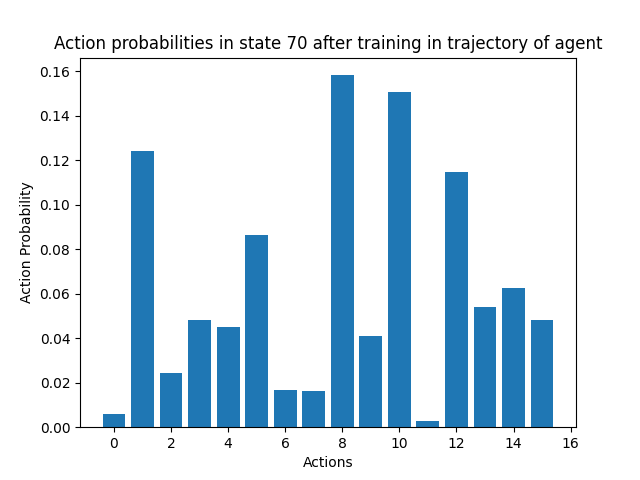 Action probabilities in state 70 after training in trajectory of agent
0.16
0.14
0.12
0.10
0.08
0.06
0.04
0.02
0.00
Action Probability
0 2 4 6 8 10 12 14 16
Actions